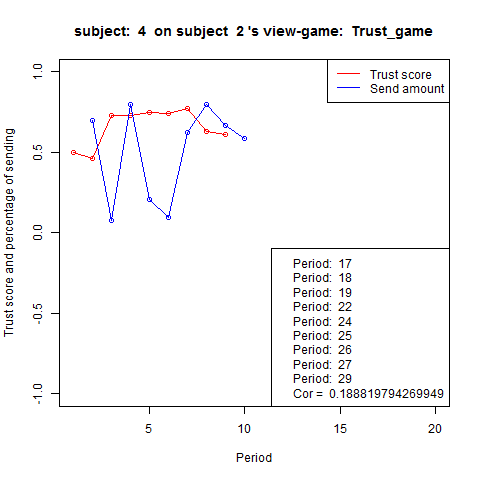 subject:  4  on subject  2 's view-game:  Trust_game
Trust score
Send amount
Trust score and percentage of sending
1.0
0.5
0.0
-0.5
-1.0
Period:  17
Period:  18
Period:  19
Period:  22
Period:  24
Period:  25
Period:  26
Period:  27
Period:  29
Cor =  0.188819794269949
5 10 15 20
Period